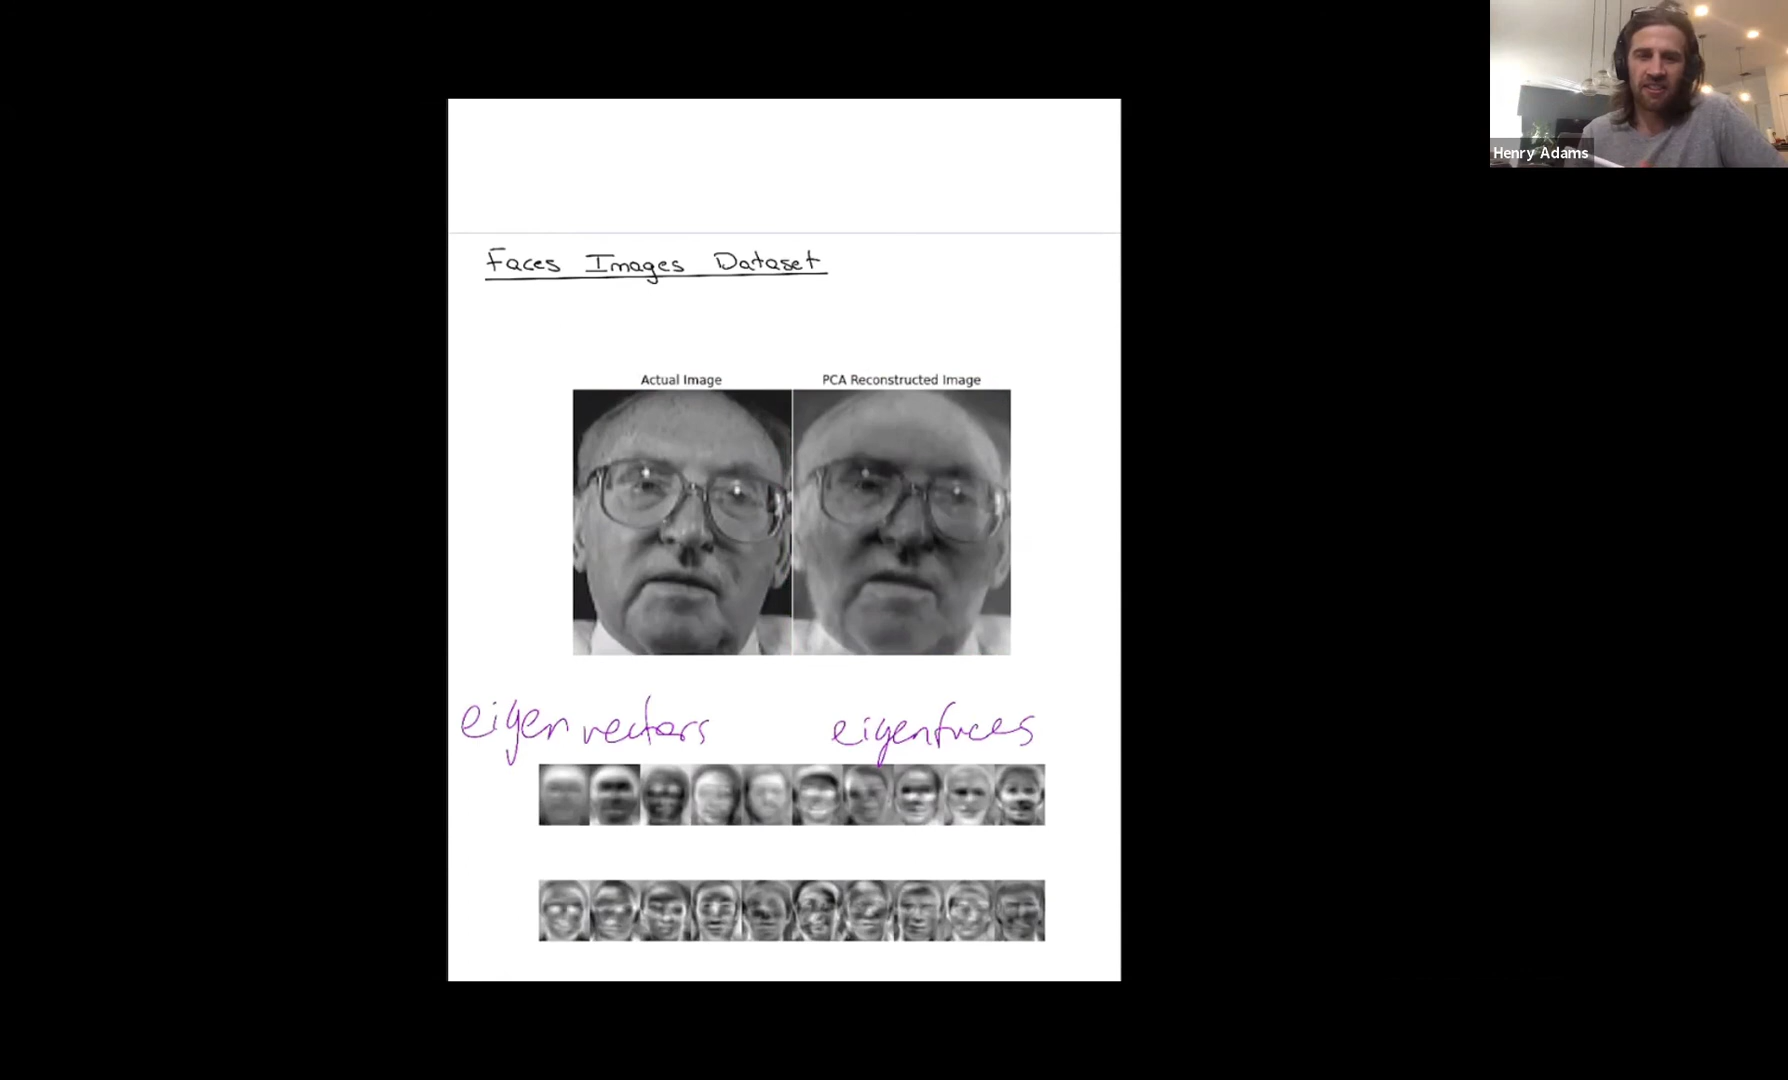 Henry Adams
Faces Images Dataset
Actual Image
PCA Reconstructed Image
eigenvectors
eigenfaces